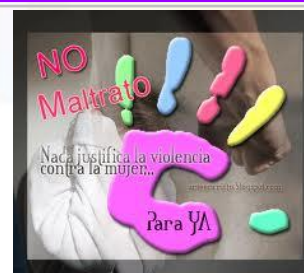 NO
Maltrato
Nada justifica la violencia
contra la mujer...
Para YA